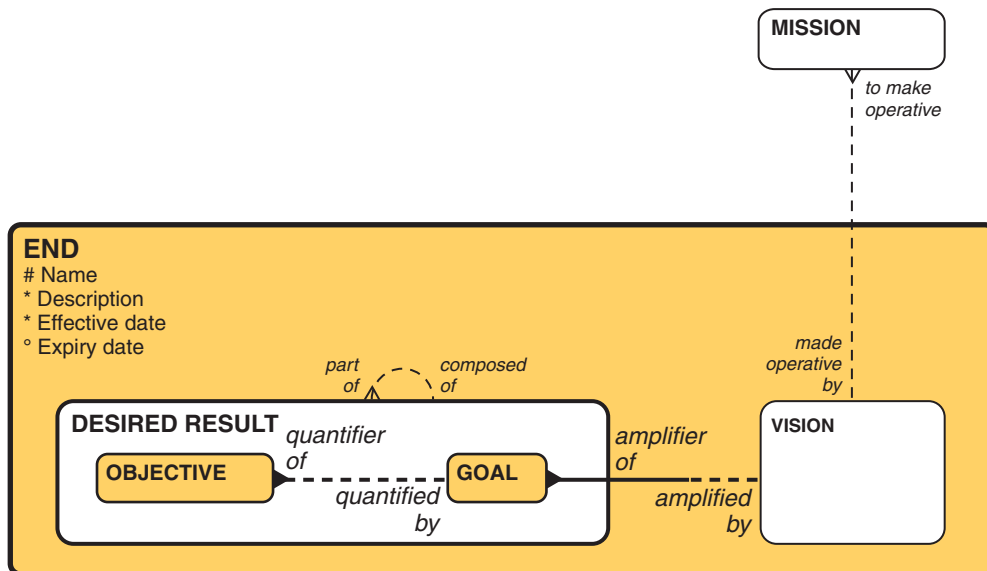 MISSION
to make
operative
END
# Name
* Description
* Effective date
° Expiry date
part
of
composed
of
made
operative
by
DESIRED RESULT
quantifier
of
amplifier
of
VISION
OBJECTIVE
GOAL
quantified
by
amplified
by